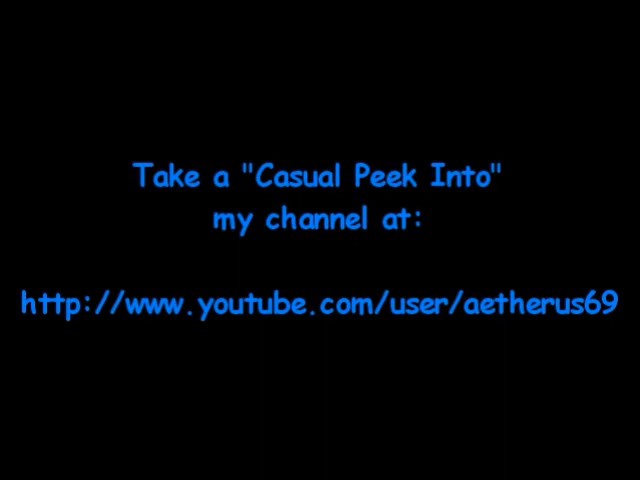 Take a "Casual Peek Into"
my channel at:
http://www.youtube.com/user/aetherus69